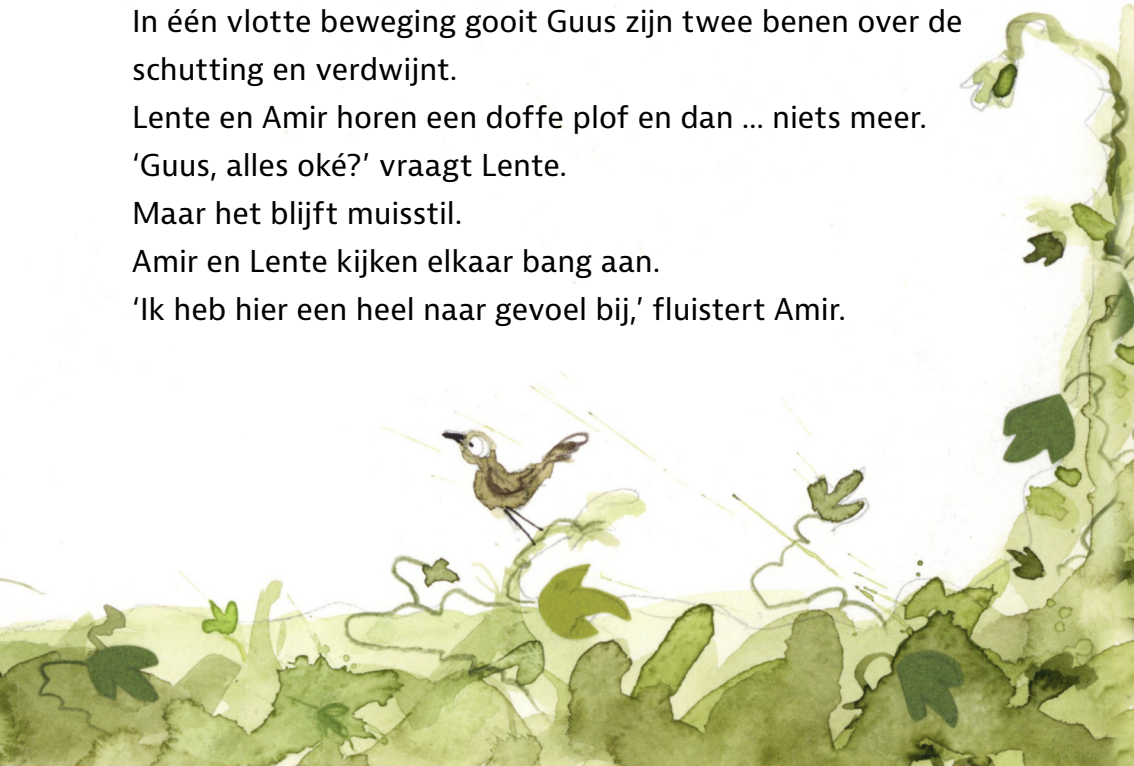 In één vlotte beweging gooit Guus zijn twee benen over de
schutting en verdwijnt.
Lente en Amir horen een doffe plof en dan ... niets meer.
‘Guus, alles oké?’ vraagt Lente.
Maar het blijft muisstil.
Amir en Lente kijken elkaar bang aan.
‘Ik heb hier een heel naar gevoel bij,’ fluistert Amir.